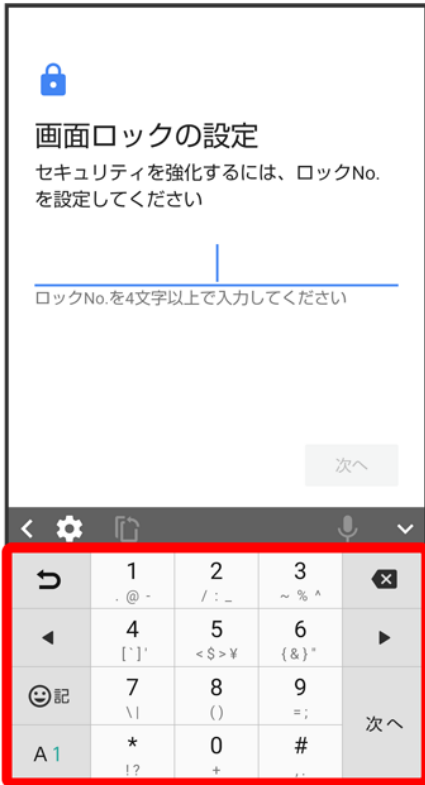 画面ロックの設定
セキュリティを強化するには、ロックNo.
を設定してください
ロックNo.を4文字以上で入力してください
次へ
1 2 3
. @ - / : _ ~ % ^
4 5 6
[ ` ] ' < $ > ¥ { & } "
記 7 8 9
\ | ( ) = ;
次へ
A1 * 0 #
! ? + , .